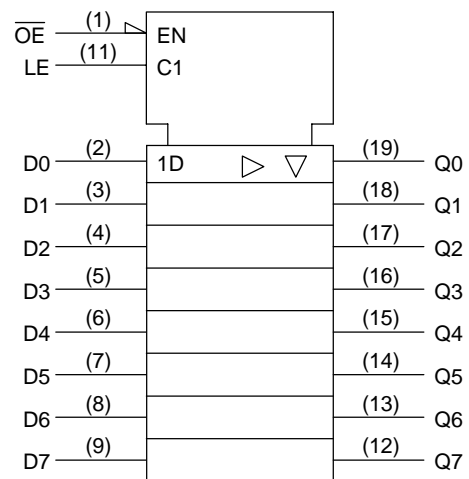 O̅E̅ (1) EN
LE (11) C1
D0 (2) 1D (19) Q0
D1 (3) (18) Q1
D2 (4) (17) Q2
D3 (5) (16) Q3
D4 (6) (15) Q4
D5 (7) (14) Q5
D6 (8) (13) Q6
D7 (9) (12) Q7